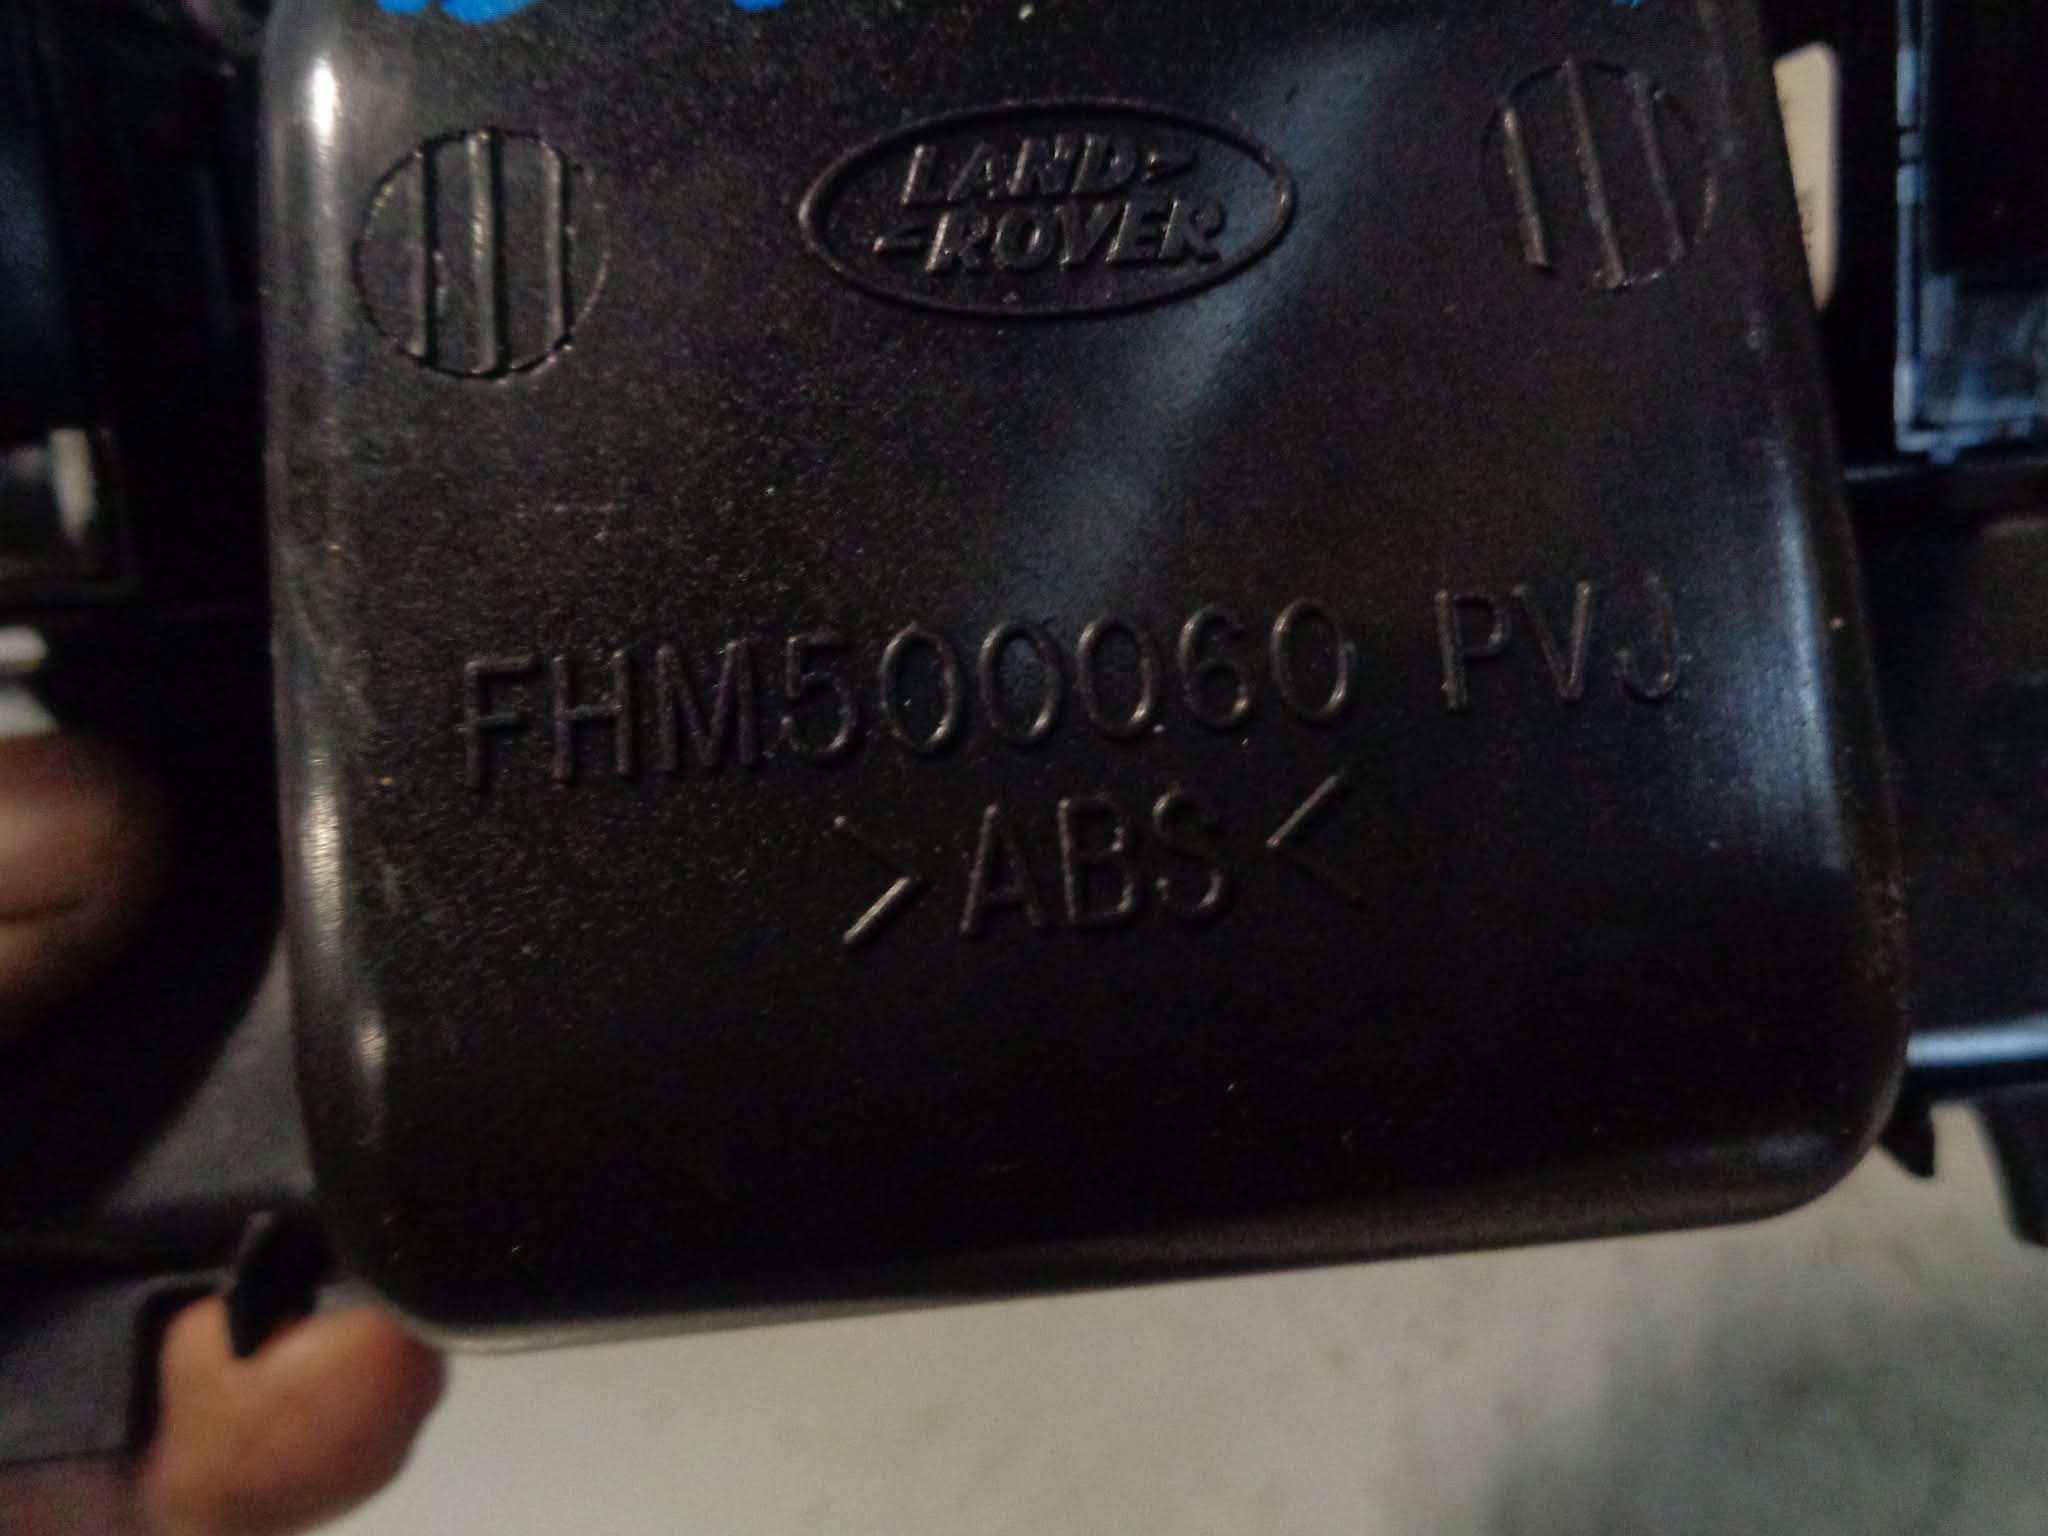 LAND
ROVER
FHM500060 PVJ
>ABS<